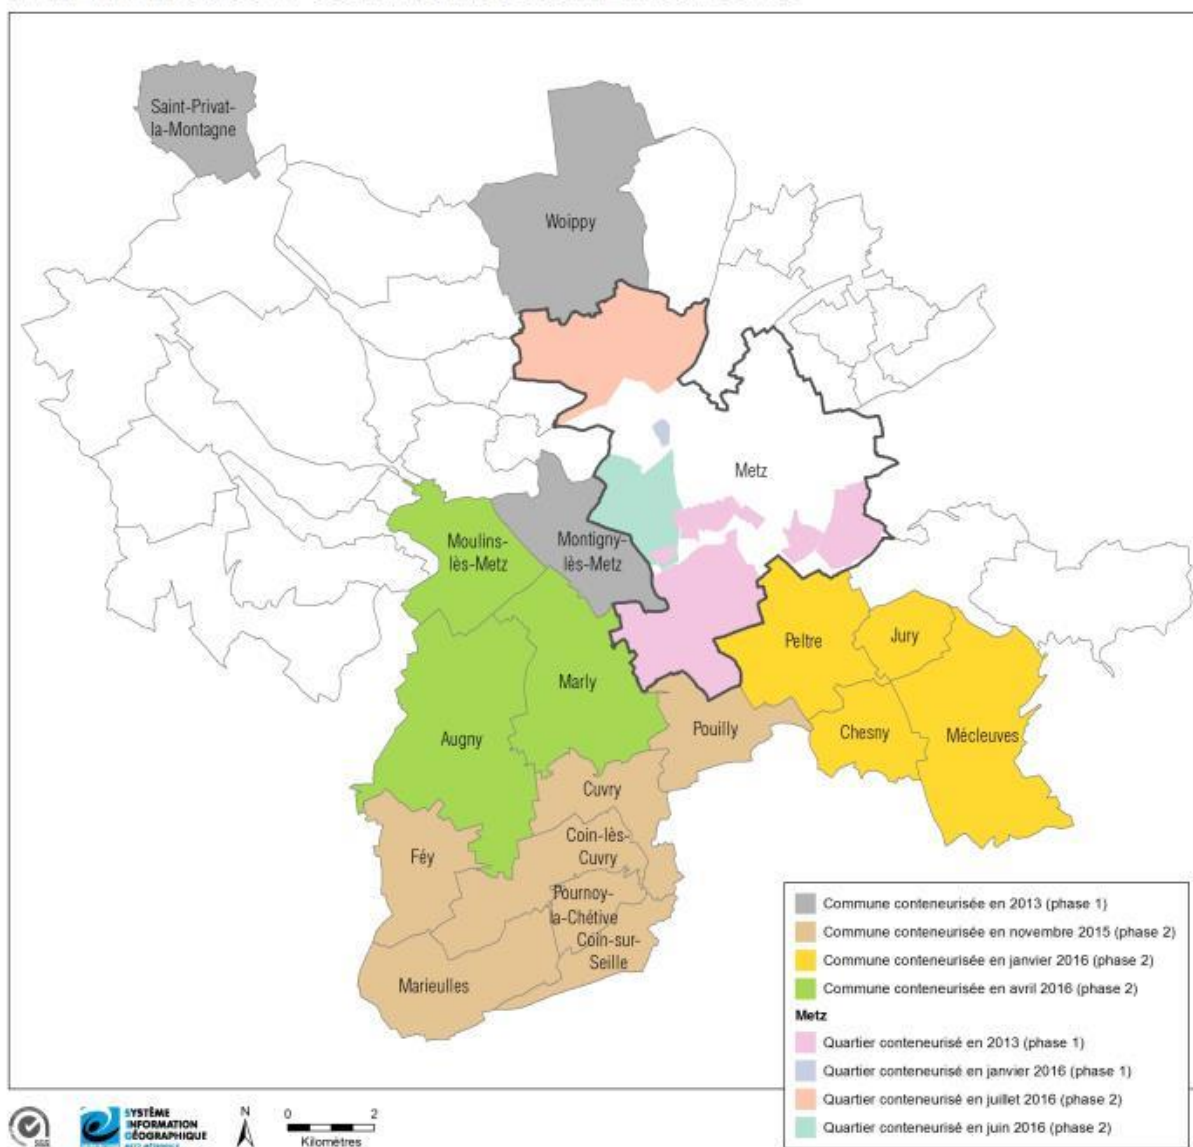 Saint-Privat-
la-Montagne
Woippy
Metz
Moulins-
lès-Metz
Montigny-
lès-Metz
Peltre
Jury
Marly
Augny
Pouilly
Chesny
Mécleuves
Cuvry
Coin-lès-
Cuvry
Féy
Pournoy-
la-Chétive
Coin-sur-
Seille
Marieulles
Commune conteneurisée en 2013 (phase 1)
Commune conteneurisée en novembre 2015 (phase 2)
Commune conteneurisée en janvier 2016 (phase 2)
Commune conteneurisée en avril 2016 (phase 2)
Metz
Quartier conteneurisé en 2013 (phase 1)
Quartier conteneurisé en janvier 2016 (phase 1)
Quartier conteneurisé en juillet 2016 (phase 2)
Quartier conteneurisé en juin 2016 (phase 2)
SGS
SYSTÈME
INFORMATION
GÉOGRAPHIQUE
N
0 2
Kilomètres